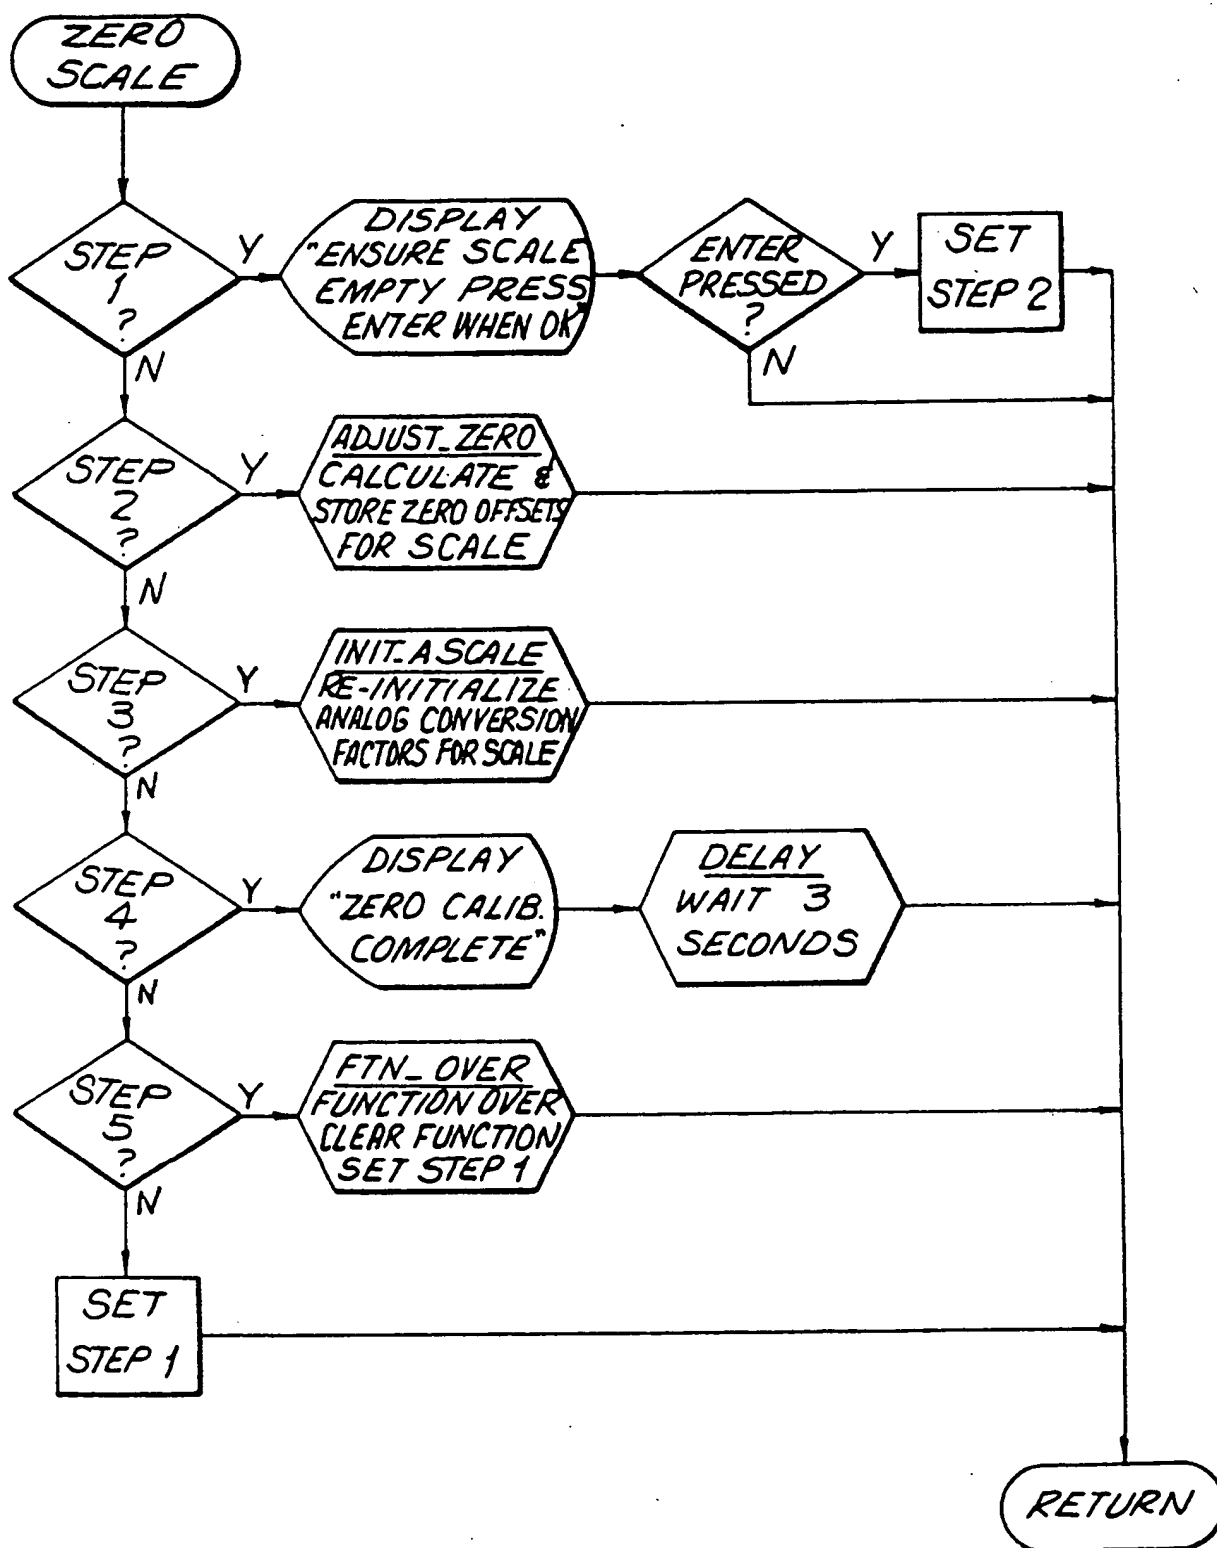 ZERO
SCALE
STEP
1
?
Y
DISPLAY
"ENSURE SCALE
EMPTY PRESS
ENTER WHEN OK"
ENTER
PRESSED
?
Y
SET
STEP 2
N
N
STEP
2
?
Y
ADJUST_ZERO
CALCULATE &
STORE ZERO OFFSETS
FOR SCALE
N
STEP
3
?
Y
INIT_ASCALE
RE-INITIALIZE
ANALOG CONVERSION
FACTORS FOR SCALE
N
STEP
4
?
Y
DISPLAY
"ZERO CALIB.
COMPLETE"
DELAY
WAIT 3
SECONDS
N
STEP
5
?
Y
FTN_OVER
FUNCTION OVER
CLEAR FUNCTION
SET STEP 1
N
SET
STEP 1
RETURN